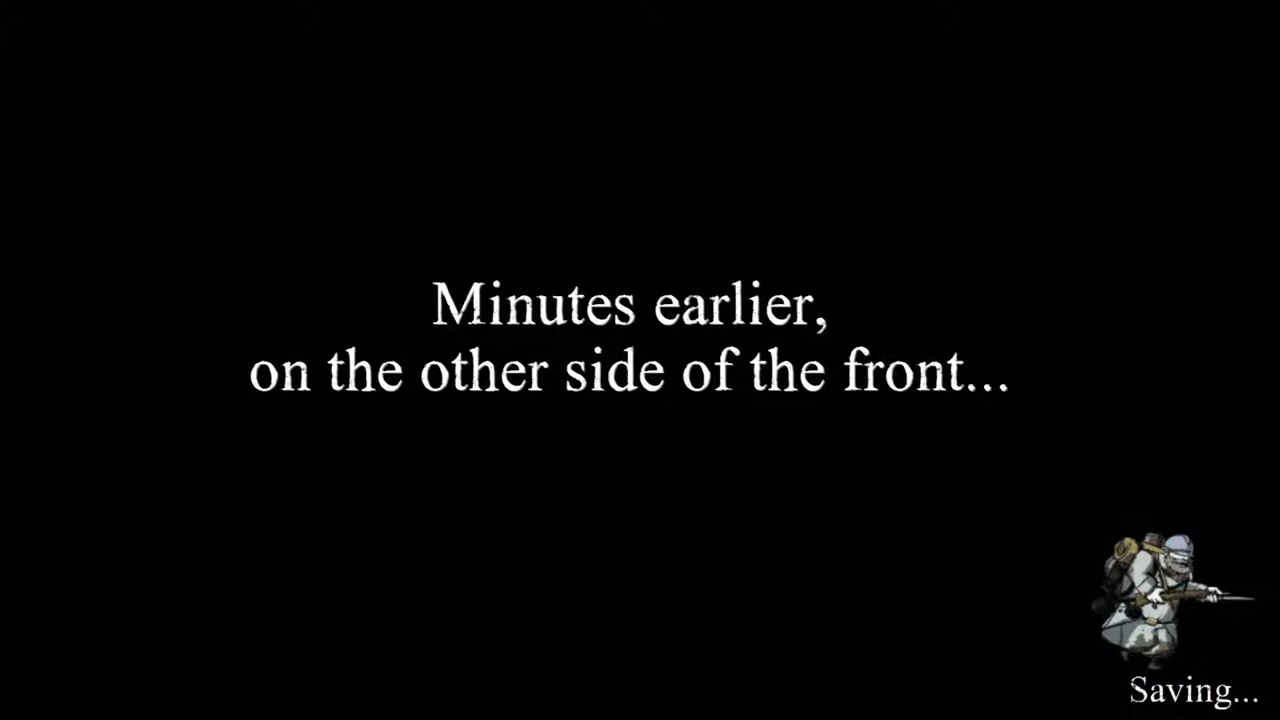 Minutes earlier,
on the other side of the front...
Saving...